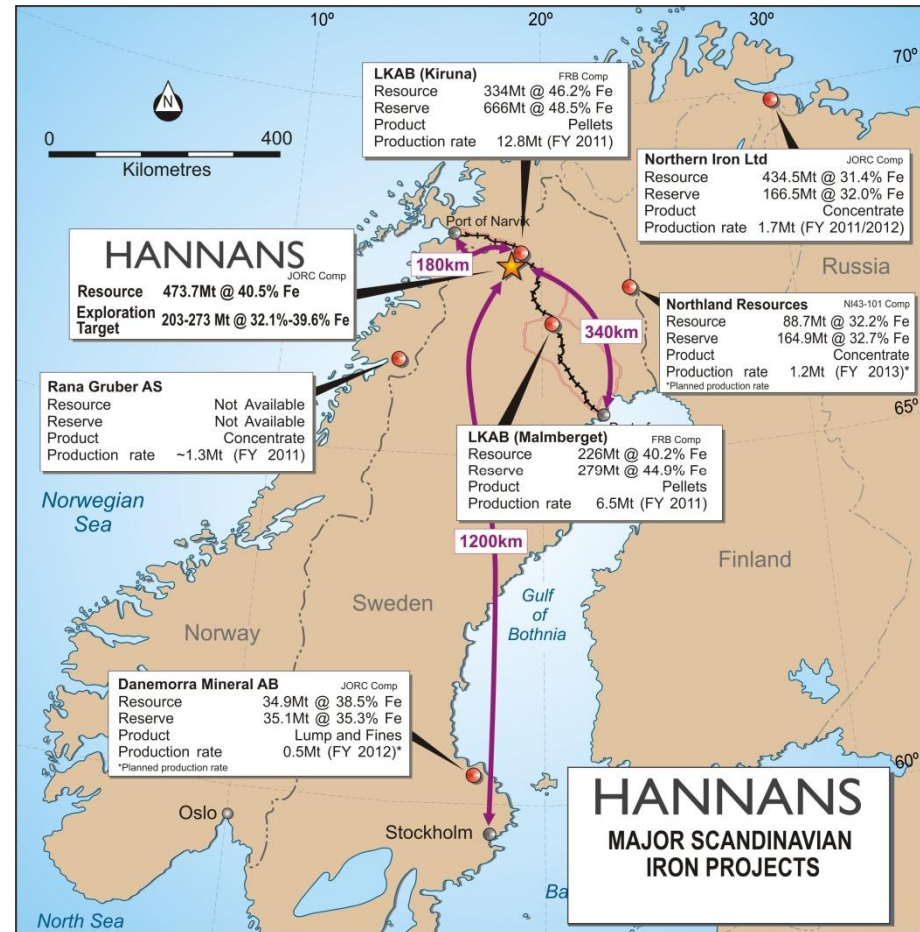 10º
20º
30º
70º
N
0 400
Kilometres
LKAB (Kiruna) FRB Comp
Resource 334Mt @ 46.2% Fe
Reserve 666Mt @ 48.5% Fe
Product Pellets
Production rate 12.8Mt (FY 2011)
Northern Iron Ltd JORC Comp
Resource 434.5Mt @ 31.4% Fe
Reserve 166.5Mt @ 32.0% Fe
Product Concentrate
Production rate 1.7Mt (FY 2011/2012)
Port of Narvik
HANNANS
JORC Comp
Resource 473.7Mt @ 40.5% Fe
Exploration Target 203-273 Mt @ 32.1%-39.6% Fe
180km
Russia
Northland Resources NI43-101 Comp
Resource 88.7Mt @ 32.2% Fe
Reserve 164.9Mt @ 32.7% Fe
Product Concentrate
Production rate 1.2Mt (FY 2013)*
*Planned production rate
340km
Rana Gruber AS
Resource Not Available
Reserve Not Available
Product Concentrate
Production rate ~1.3Mt (FY 2011)
65º
LKAB (Malmberget) FRB Comp
Resource 226Mt @ 40.2% Fe
Reserve 279Mt @ 44.9% Fe
Product Pellets
Production rate 6.5Mt (FY 2011)
Norwegian
Sea
1200km
Finland
Sweden
Gulf
of
Bothnia
Norway
Danemorra Mineral AB JORC Comp
Resource 34.9Mt @ 38.5% Fe
Reserve 35.1Mt @ 35.3% Fe
Product Lump and Fines
Production rate 0.5Mt (FY 2012)*
*Planned production rate
60º
Oslo
Stockholm
HANNANS
MAJOR SCANDINAVIAN
IRON PROJECTS
Ba
North Sea